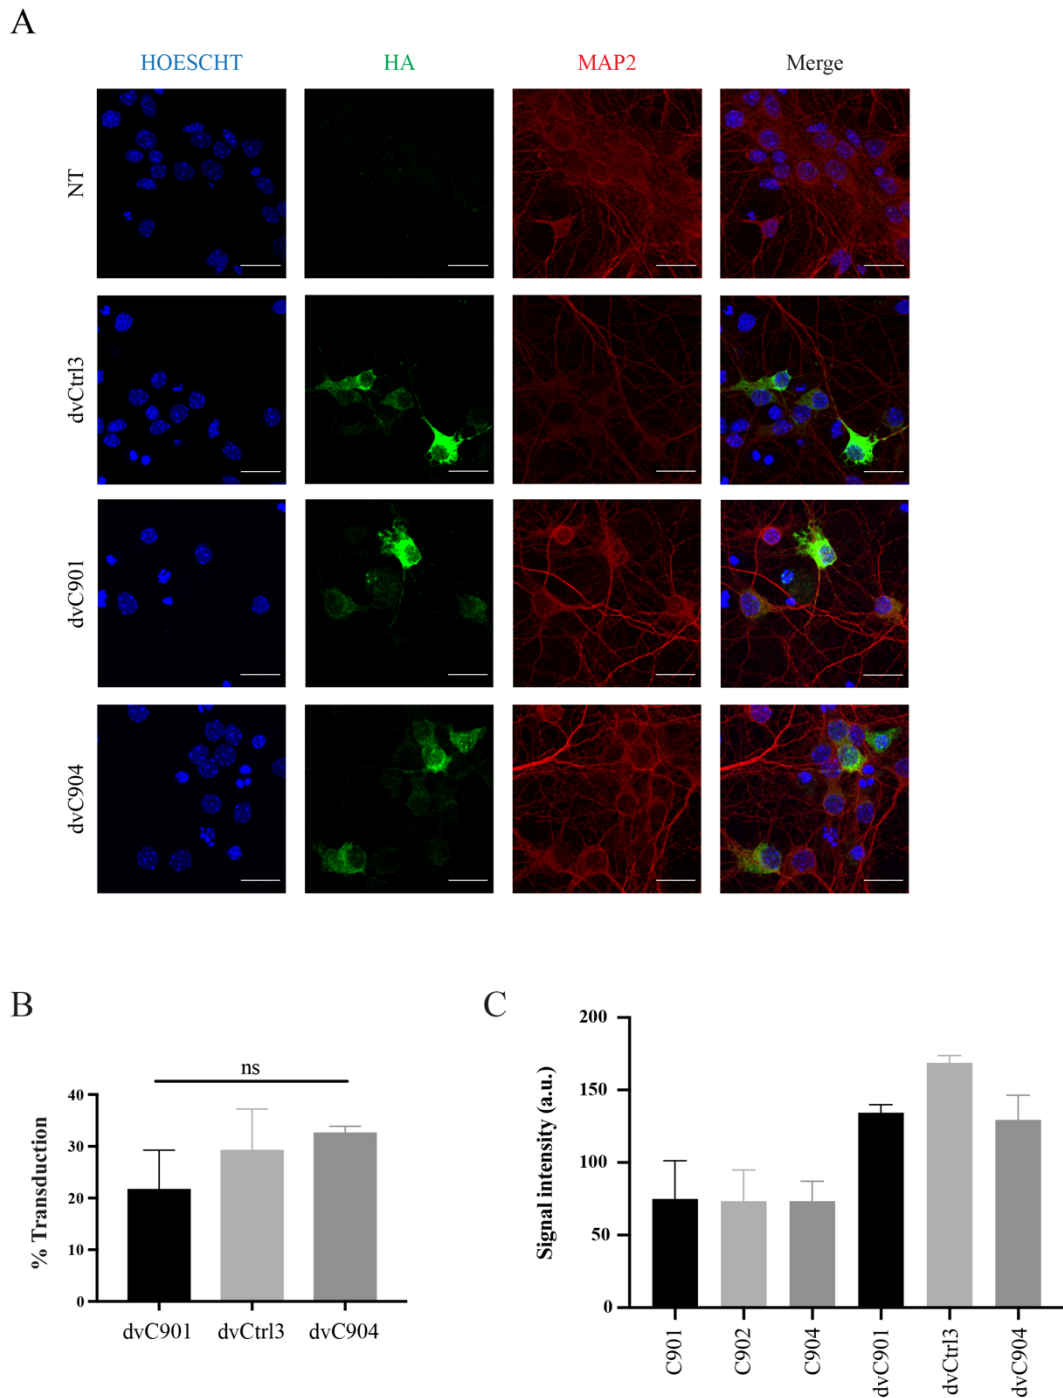 A
HOESCHT HA MAP2 Merge
NT
dvCtrl3
dvC901
dvC904
B
ns
% Transduction
40
30
20
10
0
dvC901 dvCtrl3 dvC904
C
Signal intensity (a.u.)
200
150
100
50
0
C901 C902 C904 dvC901 dvCtrl3 dvC904